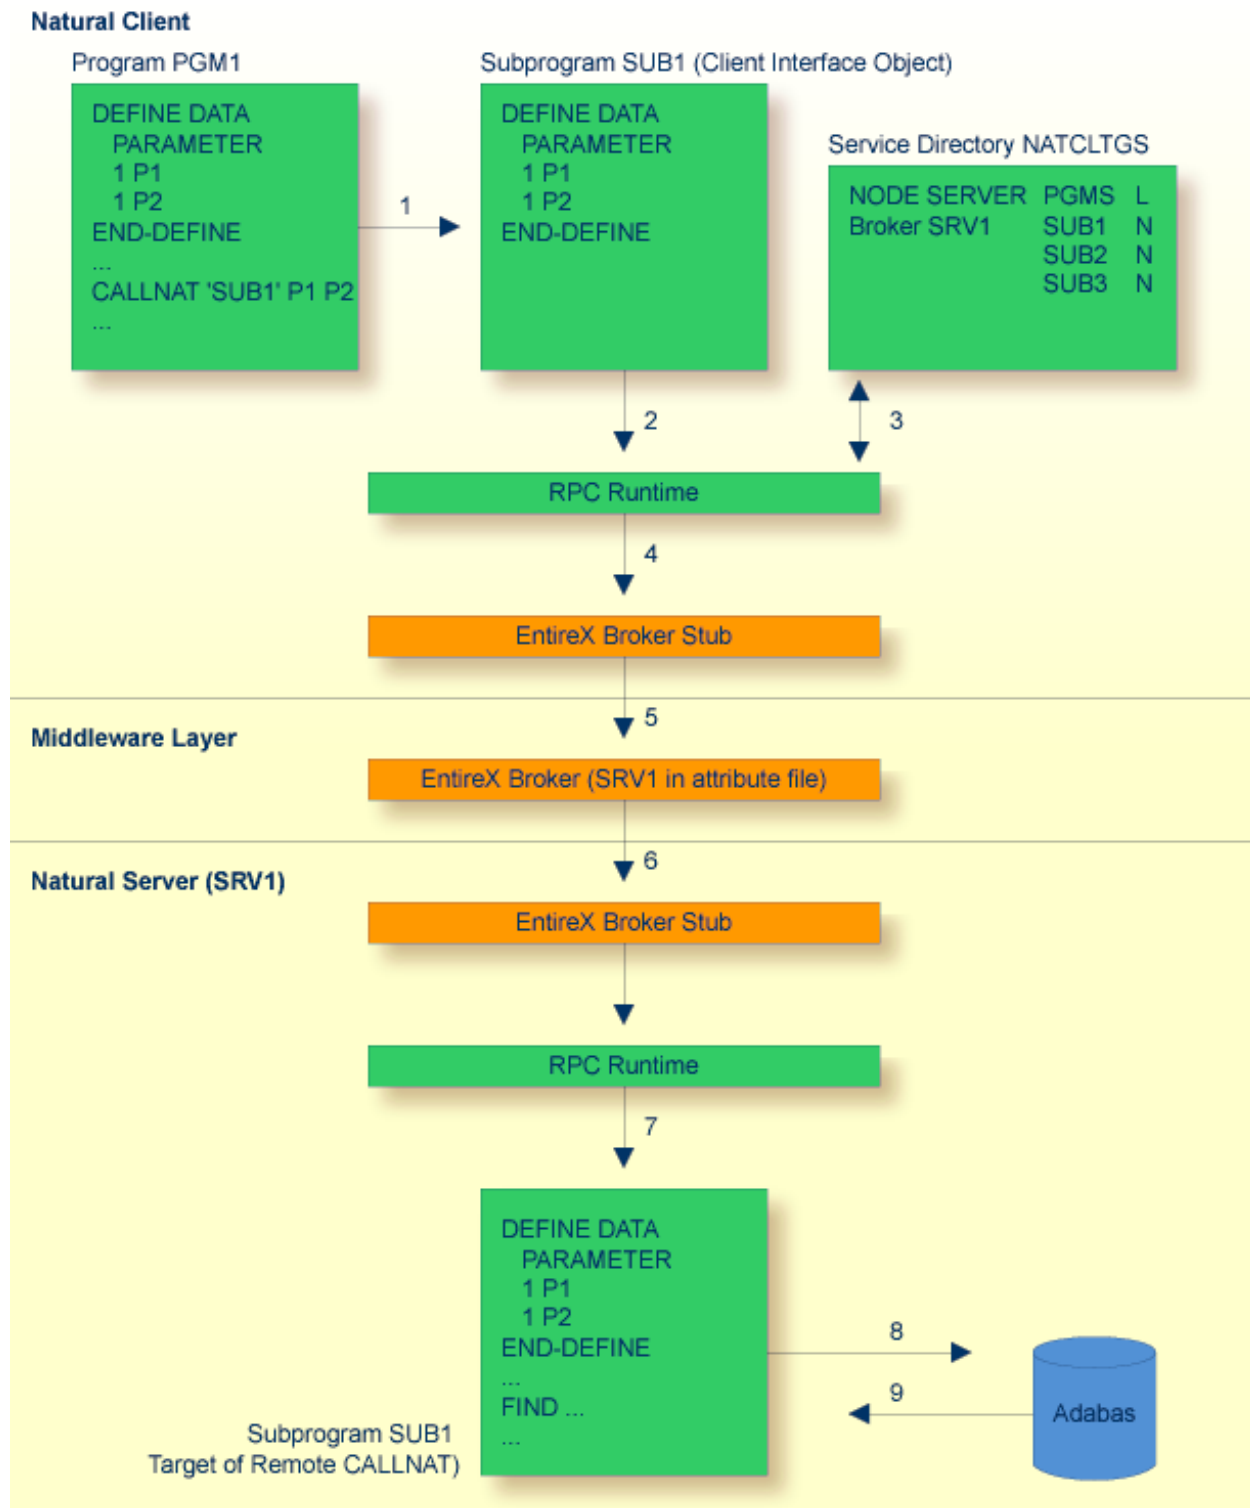 Natural Client
Program PGM1
DEFINE DATA
PARAMETER
1 P1
1 P2
END-DEFINE
...
CALLNAT 'SUB1' P1 P2
...
1
Subprogram SUB1 (Client Interface Object)
DEFINE DATA
PARAMETER
1 P1
1 P2
END-DEFINE
Service Directory NATCLTGS
NODE SERVER PGMS L
Broker SRV1 SUB1 N
SUB2 N
SUB3 N
2
3
RPC Runtime
4
EntireX Broker Stub
5
Middleware Layer
EntireX Broker (SRV1 in attribute file)
6
Natural Server (SRV1)
EntireX Broker Stub
RPC Runtime
7
DEFINE DATA
PARAMETER
1 P1
1 P2
END-DEFINE
...
FIND ...
...
Subprogram SUB1
Target of Remote CALLNAT)
8
9
Adabas